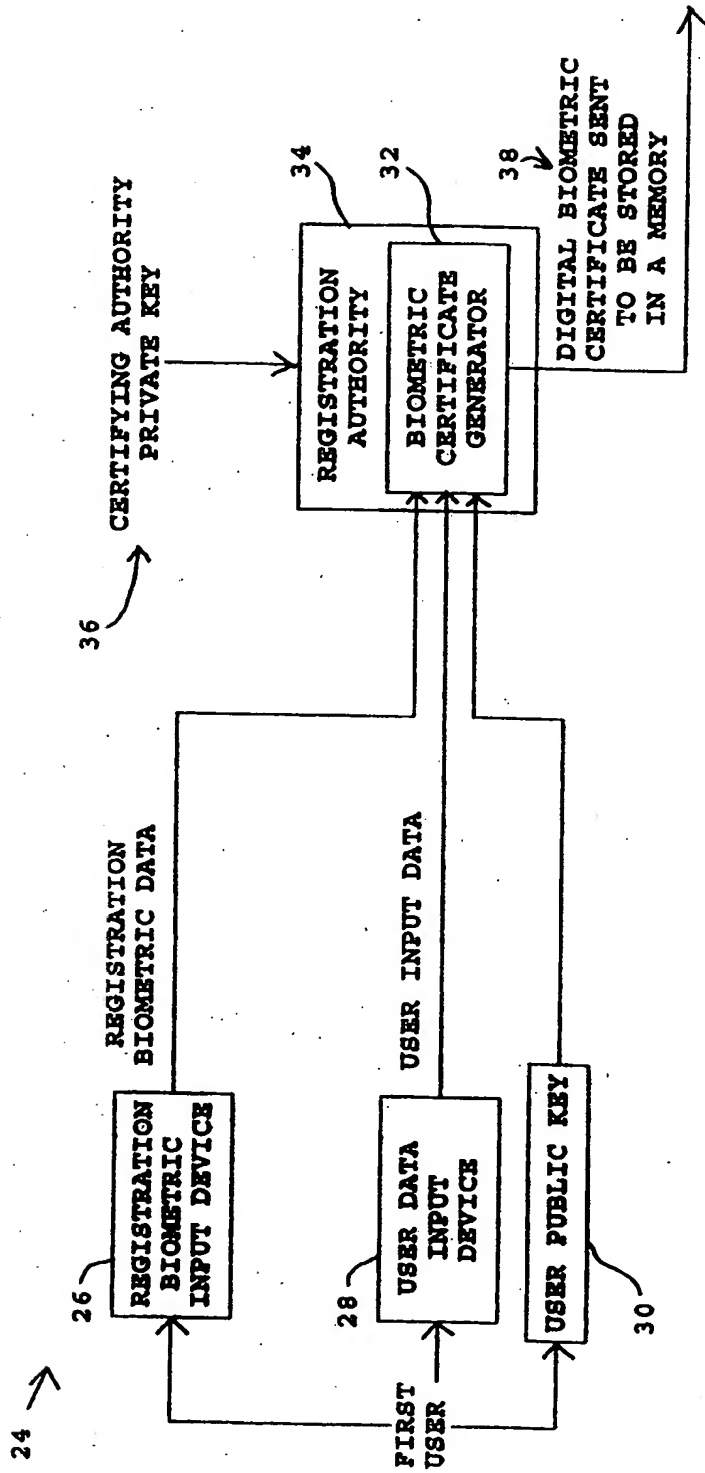 24
FIRST
USER
26
REGISTRATION
BIOMETRIC
INPUT DEVICE
28
USER DATA
INPUT
DEVICE
USER PUBLIC KEY
30
REGISTRATION
BIOMETRIC DATA
USER INPUT DATA
36
CERTIFYING AUTHORITY
PRIVATE KEY
34
REGISTRATION
AUTHORITY
32
BIOMETRIC
CERTIFICATE
GENERATOR
38
DIGITAL BIOMETRIC
CERTIFICATE SENT
TO BE STORED
IN A MEMORY